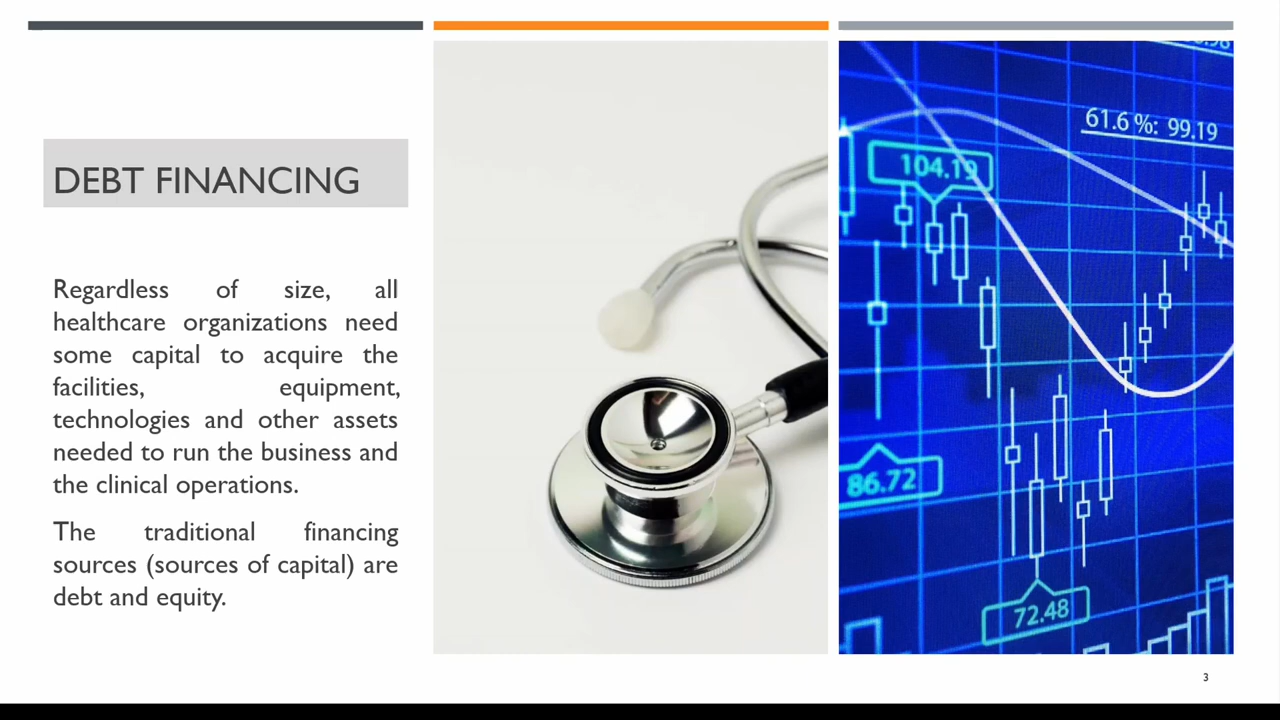 DEBT FINANCING
Regardless of size, all
healthcare organizations need
some capital to acquire the
facilities, equipment,
technologies and other assets
needed to run the business and
the clinical operations.
The traditional financing
sources (sources of capital) are
debt and equity.
61.6 %: 99.19
104.19
86.72
72.48
3